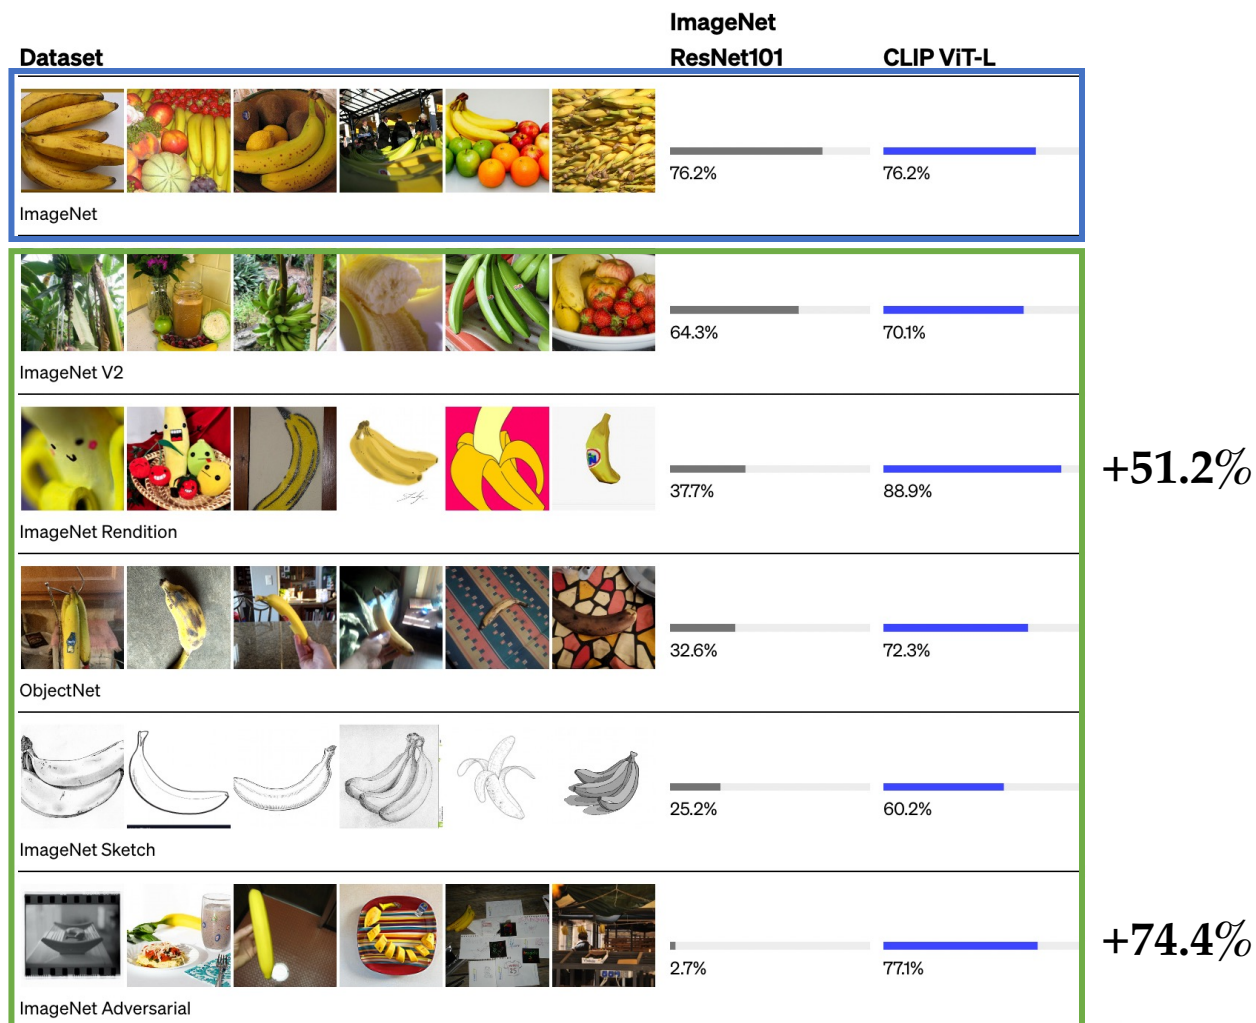 ImageNet
Dataset ResNet101 CLIP ViT-L
76.2% 76.2%
ImageNet
64.3% 70.1%
ImageNet V2
+51.2%
37.7% 88.9%
ImageNet Rendition
32.6% 72.3%
ObjectNet
25.2% 60.2%
ImageNet Sketch
+74.4%
2.7% 77.1%
ImageNet Adversarial